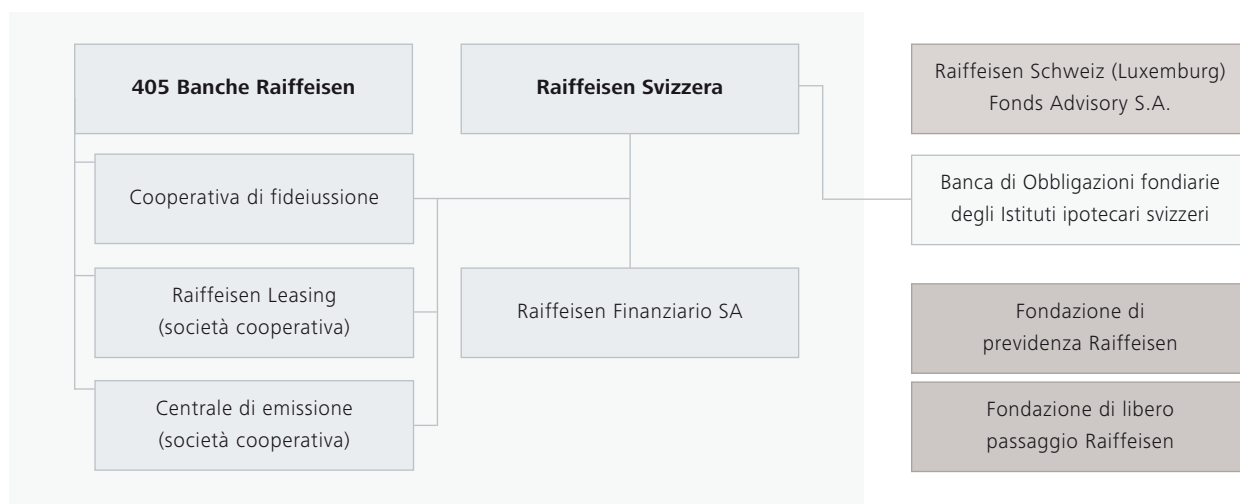 405 Banche Raiffeisen
Raiffeisen Svizzera
Raiffeisen Schweiz (Luxemburg)
Fonds Advisory S.A.
Cooperativa di fideiussione
Banca di Obbligazioni fondiarie
degli Istituti ipotecari svizzeri
Raiffeisen Leasing
(società cooperativa)
Raiffeisen Finanziario SA
Fondazione di
previdenza Raiffeisen
Centrale di emissione
(società cooperativa)
Fondazione di libero
passaggio Raiffeisen